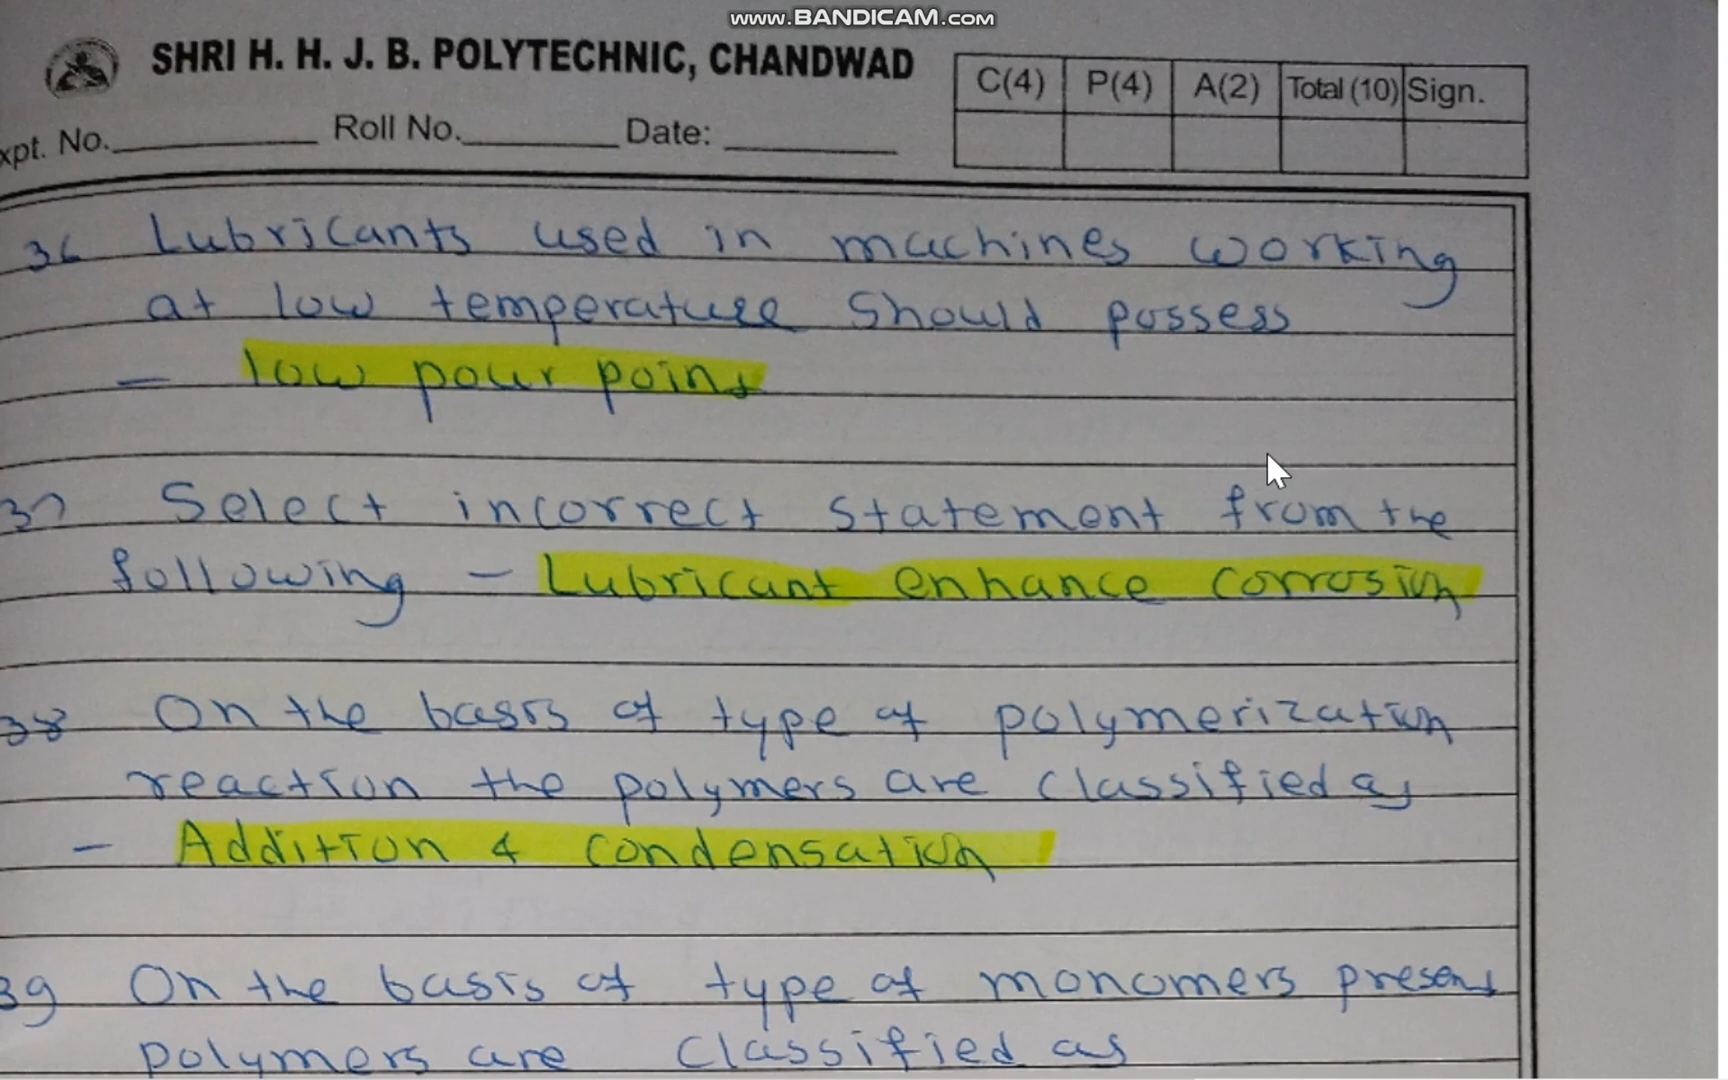 www.BANDICAM.com
SHRI H. H. J. B. POLYTECHNIC, CHANDWAD
C(4) P(4) A(2) Total (10) Sign.
xpt. No. Roll No. Date:
36 Lubricants used in machines working
at low temperature should possess
– low pour point
37 Select incorrect statement from the
following – Lubricant enhance corrosion
38 On the basis of type of polymerization
reaction the polymers are classified as
– Addition & condensation
39 On the basis of type of monomers present
polymers are classified as